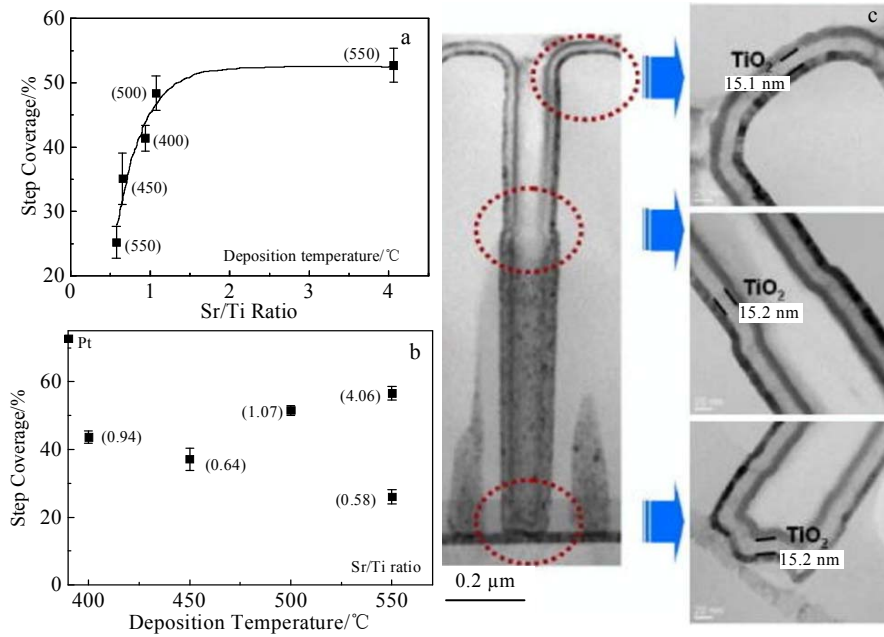 60
50
40
30
20
0
1
2
3
4
a
(550)
(500)
(400)
(450)
(550)
Deposition temperature/℃
Step Coverage/%
Sr/Ti Ratio
60
40
20
0
400
450
500
550
b
Pt
(4.06)
(1.07)
(0.94)
(0.64)
(0.58)
Sr/Ti ratio
Step Coverage/%
Deposition Temperature/℃
0.2 μm
c
TiO2
15.1 nm
TiO2
15.2 nm
TiO2
15.2 nm